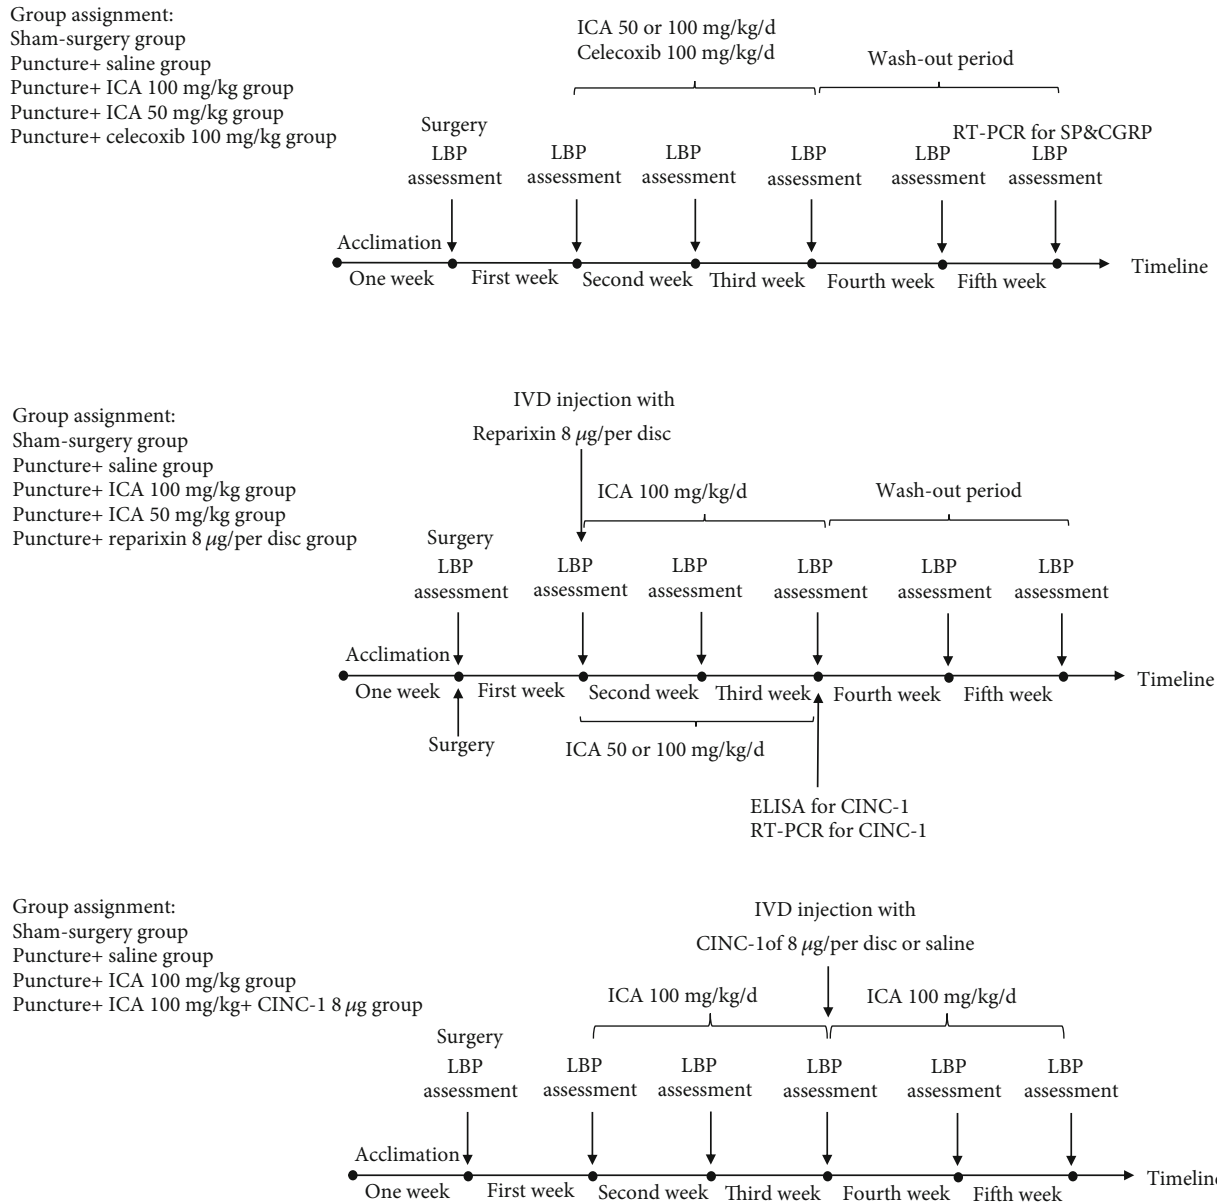 Group assignment:
Sham-surgery group
Puncture+ saline group
Puncture+ ICA 100 mg/kg group
Puncture+ ICA 50 mg/kg group
Puncture+ celecoxib 100 mg/kg group
ICA 50 or 100 mg/kg/d
Celecoxib 100 mg/kg/d
Wash-out period
Surgery
RT-PCR for SP&CGRP
LBP LBP LBP LBP LBP LBP
assessment assessment assessment assessment assessment assessment
Acclimation
One week First week Second week Third week Fourth week Fifth week
Timeline
Group assignment:
Sham-surgery group
Puncture+ saline group
Puncture+ ICA 100 mg/kg group
Puncture+ ICA 50 mg/kg group
Puncture+ reparixin 8 μg/per disc group
IVD injection with
Reparixin 8 μg/per disc
ICA 100 mg/kg/d
Wash-out period
Surgery
LBP LBP LBP LBP LBP LBP
assessment assessment assessment assessment assessment assessment
Acclimation
One week First week Second week Third week Fourth week Fifth week
Timeline
Surgery
ICA 50 or 100 mg/kg/d
ELISA for CINC-1
RT-PCR for CINC-1
Group assignment:
Sham-surgery group
Puncture+ saline group
Puncture+ ICA 100 mg/kg group
Puncture+ ICA 100 mg/kg+ CINC-1 8 μg group
IVD injection with
CINC-1of 8 μg/per disc or saline
ICA 100 mg/kg/d ICA 100 mg/kg/d
Surgery
LBP LBP LBP LBP LBP LBP
assessment assessment assessment assessment assessment assessment
Acclimation
One week First week Second week Third week Fourth week Fifth week
Timeline